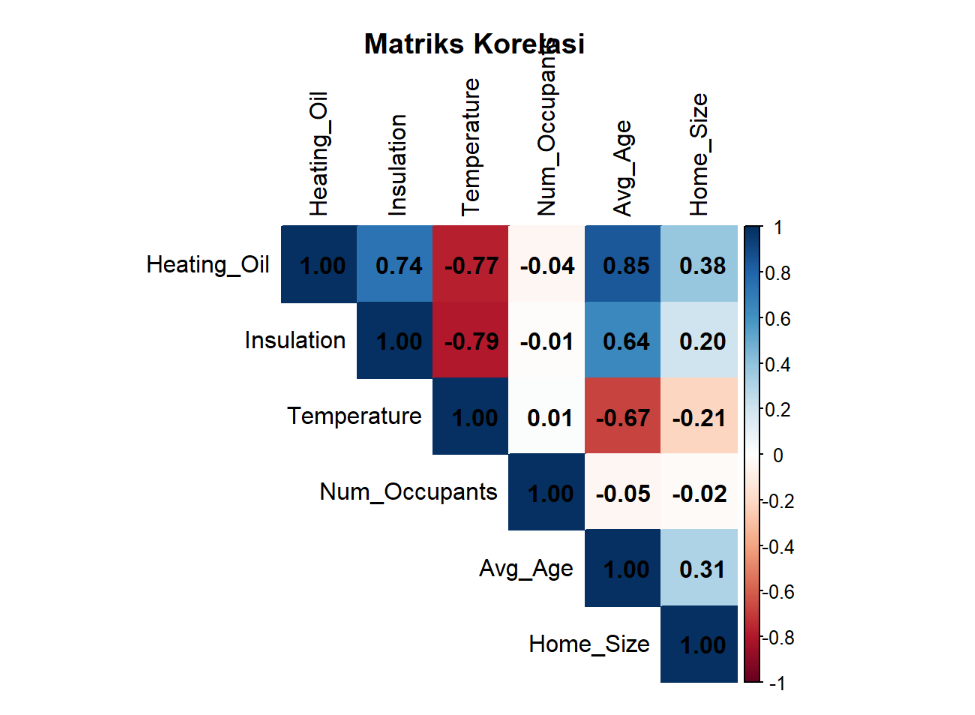 Matriks Korelasi
Heating_Oil Insulation Temperature Num_Occupants Avg_Age Home_Size
Heating_Oil 1.00 0.74 -0.77 -0.04 0.85 0.38
Insulation 1.00 -0.79 -0.01 0.64 0.20
Temperature 1.00 0.01 -0.67 -0.21
Num_Occupants 1.00 -0.05 -0.02
Avg_Age 1.00 0.31
Home_Size 1.00
1
0.8
0.6
0.4
0.2
0
-0.2
-0.4
-0.6
-0.8
-1